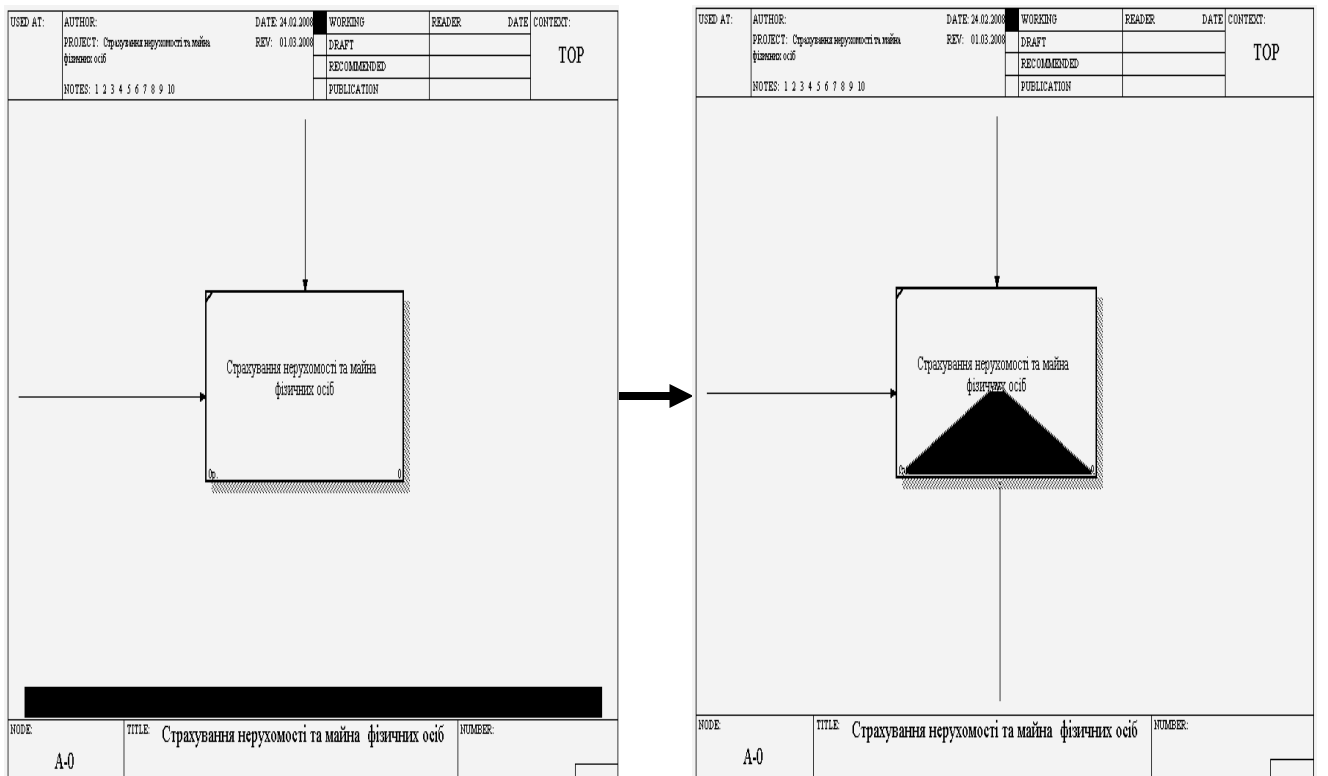 USED AT:
AUTHOR:
DATE: 24.02.2008
PROJECT: Страхування нерухомості та майна
фізичних осіб
REV: 01.03.2008
NOTES: 1 2 3 4 5 6 7 8 9 10
WORKING
DRAFT
RECOMMENDED
PUBLICATION
READER
DATE
CONTEXT:
TOP
Страхування нерухомості та майна
фізичних осіб
0р.
0
NODE:
A-0
TITLE:
Страхування нерухомості та майна фізичних осіб
NUMBER:
USED AT:
AUTHOR:
DATE: 24.02.2008
PROJECT: Страхування нерухомості та майна
фізичних осіб
REV: 01.03.2008
NOTES: 1 2 3 4 5 6 7 8 9 10
WORKING
DRAFT
RECOMMENDED
PUBLICATION
READER
DATE
CONTEXT:
TOP
Страхування нерухомості та майна
фізичних осіб
NODE:
A-0
TITLE:
Страхування нерухомості та майна фізичних осіб
NUMBER: